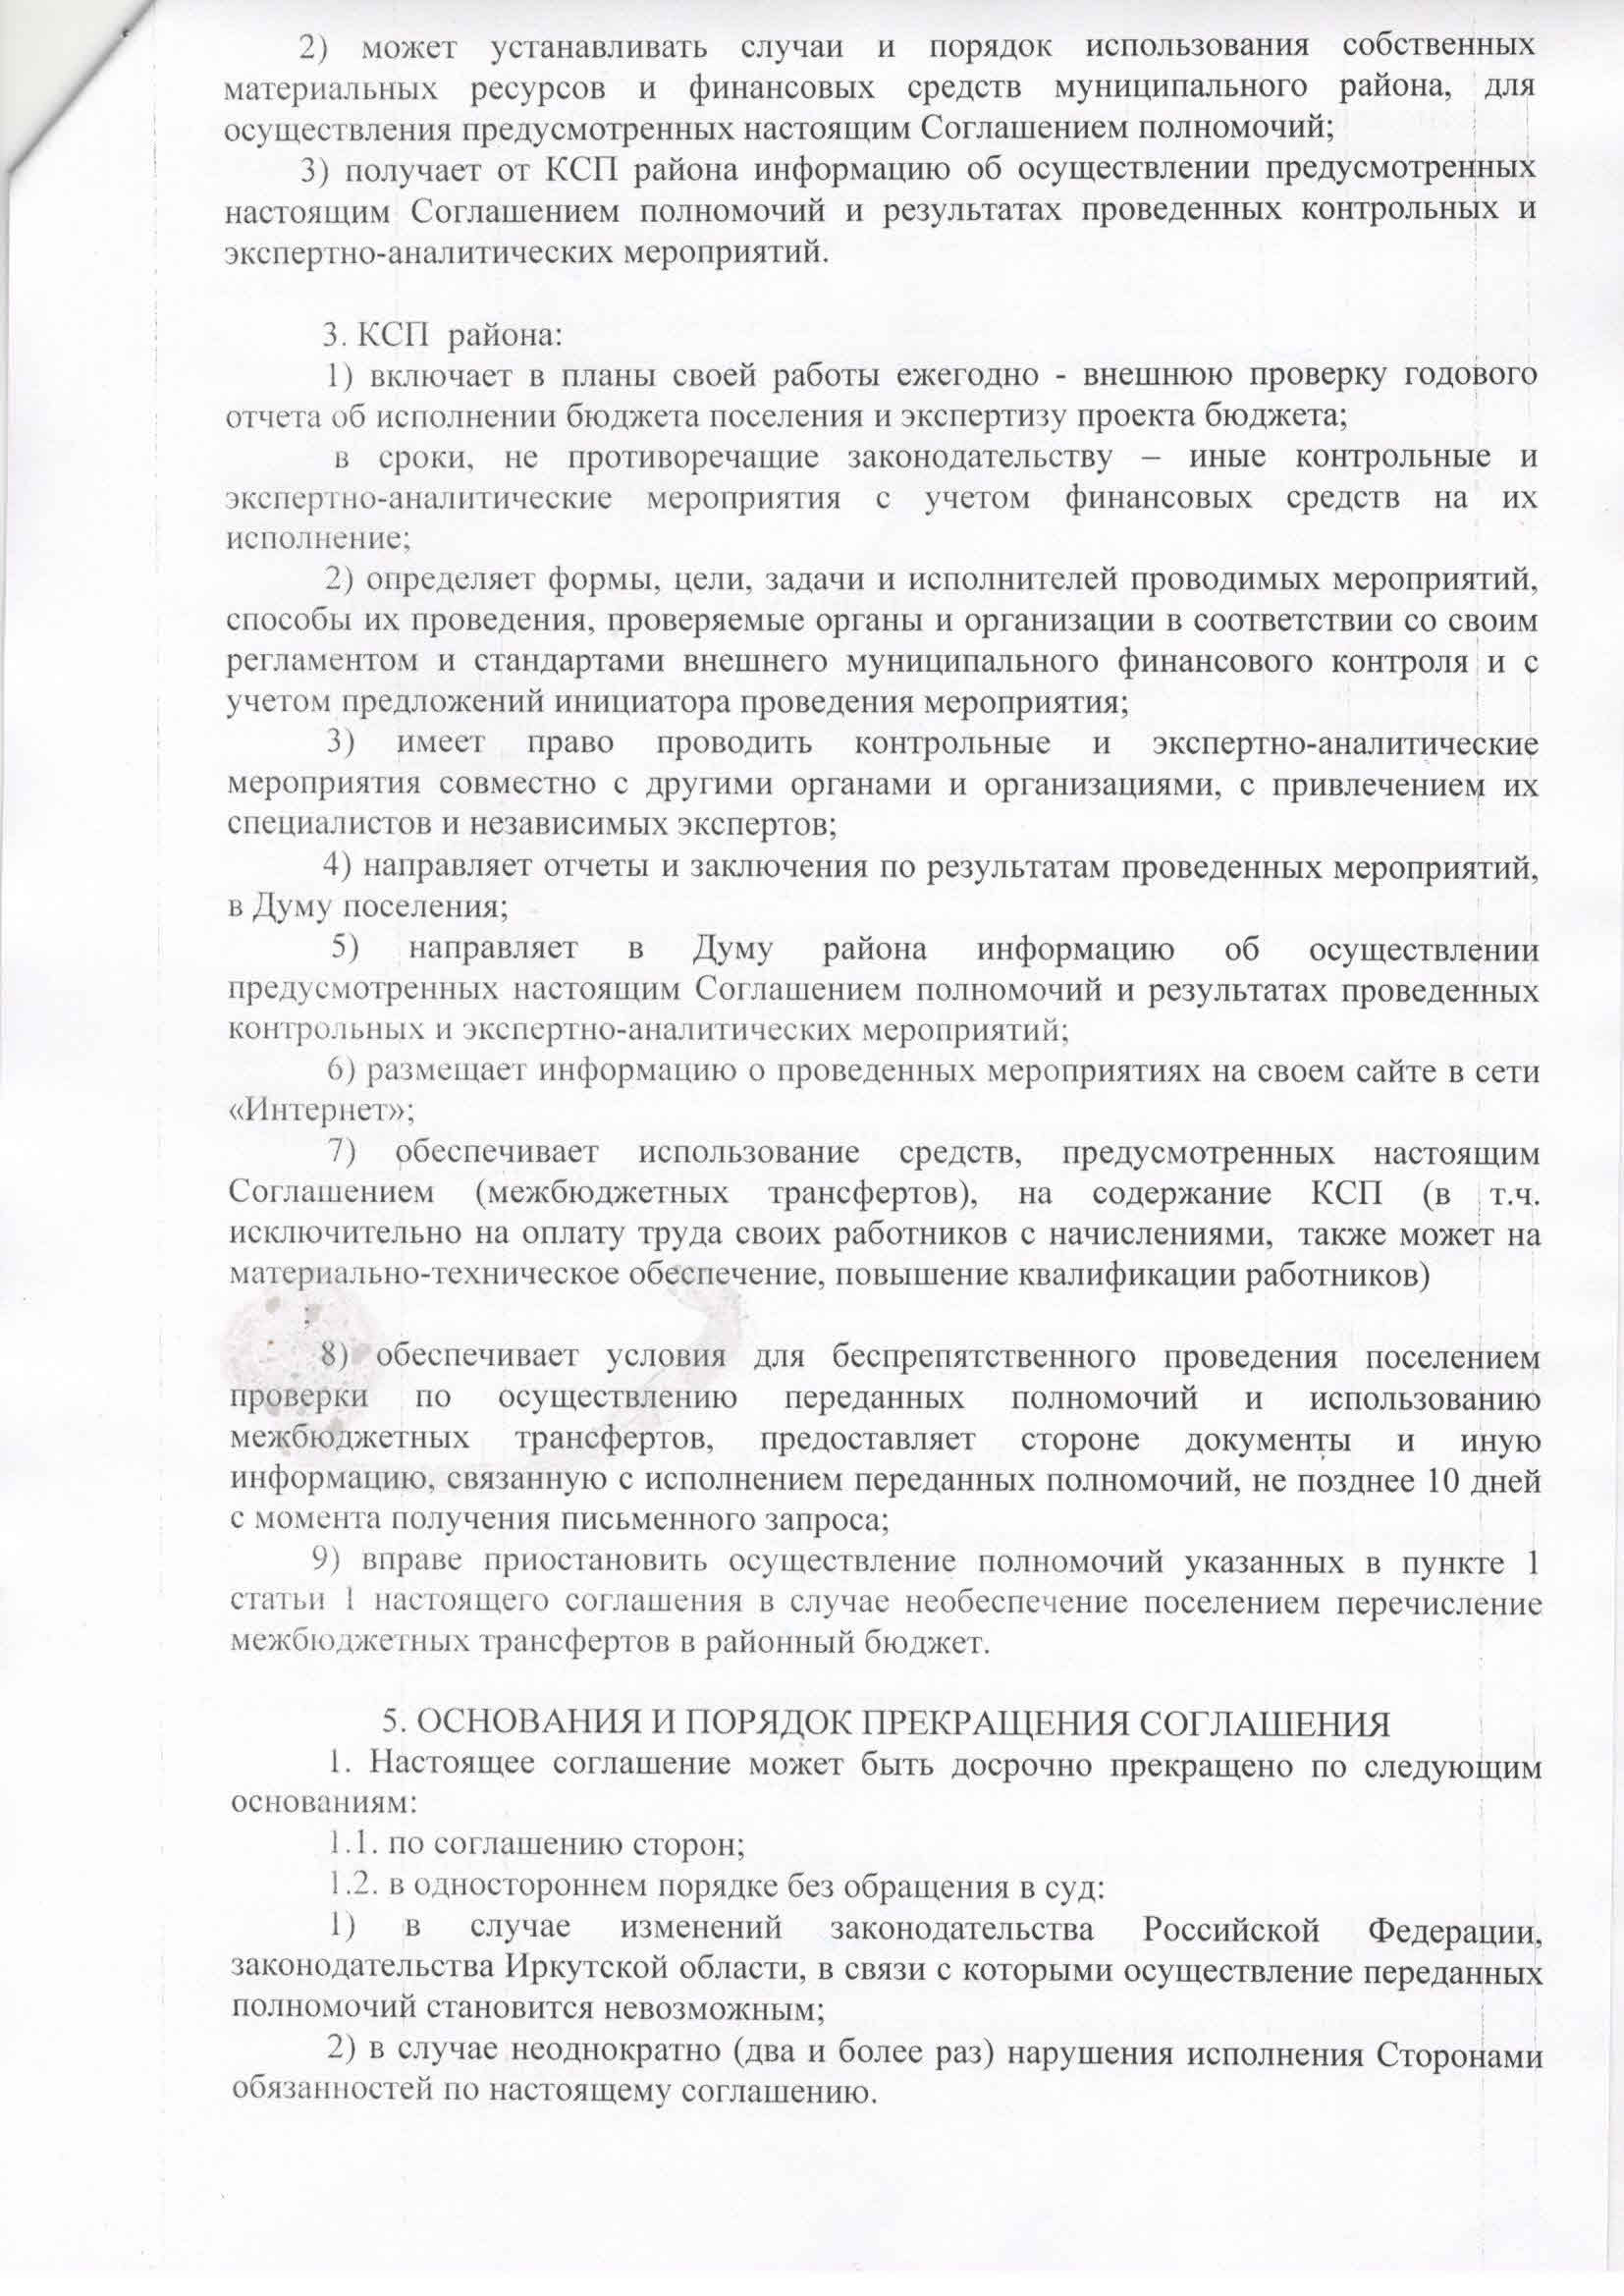 2) может устанавливать случаи и порядок использования собственных
материальных ресурсов и финансовых средств муниципального района, для
осуществления предусмотренных настоящим Соглашением полномочий;
3) получает от КСП района информацию об осуществлении предусмотренных
настоящим Соглашением полномочий и результатах проведенных контрольных и
экспертно-аналитических мероприятий.
3. КСП района:
1) включает в планы своей работы ежегодно - внешнюю проверку годового
отчета об исполнении бюджета поселения и экспертизу проекта бюджета;
в сроки, не противоречащие законодательству – иные контрольные и
экспертно-аналитические мероприятия с учетом финансовых средств на их
исполнение;
2) определяет формы, цели, задачи и исполнителей проводимых мероприятий,
способы их проведения, проверяемые органы и организации в соответствии со своим
регламентом и стандартами внешнего муниципального финансового контроля и с
учетом предложений инициатора проведения мероприятия;
3) имеет право проводить контрольные и экспертно-аналитические
мероприятия совместно с другими органами и организациями, с привлечением их
специалистов и независимых экспертов;
4) направляет отчеты и заключения по результатам проведенных мероприятий,
в Думу поселения;
5) направляет в Думу района информацию об осуществлении
предусмотренных настоящим Соглашением полномочий и результатах проведенных
контрольных и экспертно-аналитических мероприятий;
6) размещает информацию о проведенных мероприятиях на своем сайте в сети
«Интернет»;
7) обеспечивает использование средств, предусмотренных настоящим
Соглашением (межбюджетных трансфертов), на содержание КСП (в т.ч.
исключительно на оплату труда своих работников с начислениями, также может на
материально-техническое обеспечение, повышение квалификации работников)
;
8) обеспечивает условия для беспрепятственного проведения поселением
проверки по осуществлению переданных полномочий и использованию
межбюджетных трансфертов, предоставляет стороне документы и иную
информацию, связанную с исполнением переданных полномочий, не позднее 10 дней
с момента получения письменного запроса;
9) вправе приостановить осуществление полномочий указанных в пункте 1
статьи 1 настоящего соглашения в случае необеспечение поселением перечисление
межбюджетных трансфертов в районный бюджет.
5. ОСНОВАНИЯ И ПОРЯДОК ПРЕКРАЩЕНИЯ СОГЛАШЕНИЯ
1. Настоящее соглашение может быть досрочно прекращено по следующим
основаниям:
1.1. по соглашению сторон;
1.2. в одностороннем порядке без обращения в суд:
1) в случае изменений законодательства Российской Федерации,
законодательства Иркутской области, в связи с которыми осуществление переданных
полномочий становится невозможным;
2) в случае неоднократно (два и более раз) нарушения исполнения Сторонами
обязанностей по настоящему соглашению.